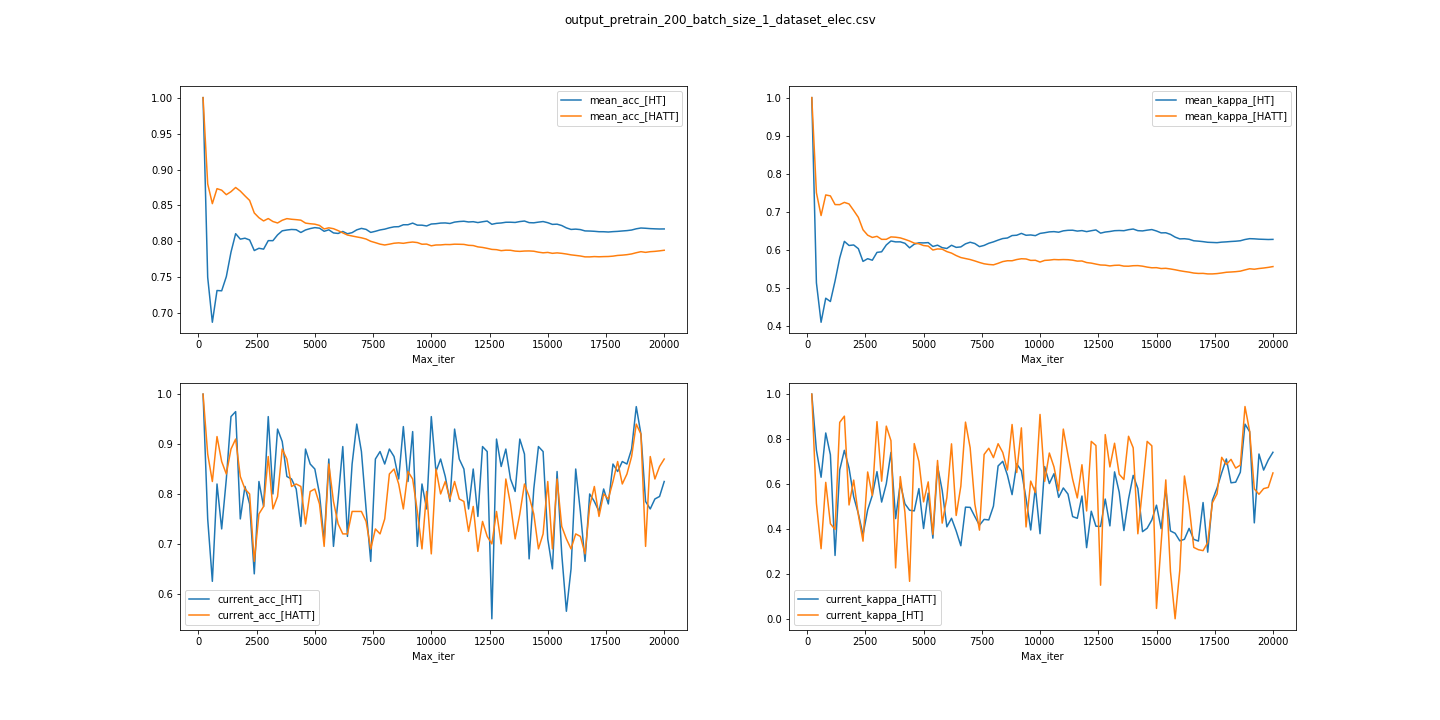 output_pretrain_200_batch_size_1_dataset_elec.csv
mean_acc_[HT]
mean_acc_[HATT]
1.00
0.95
0.90
0.85
0.80
0.75
0.70
0 2500 5000 7500 10000 12500 15000 17500 20000
Max_iter
mean_kappa_[HT]
mean_kappa_[HATT]
1.0
0.9
0.8
0.7
0.6
0.5
0.4
0 2500 5000 7500 10000 12500 15000 17500 20000
Max_iter
1.0
0.9
0.8
0.7
0.6
current_acc_[HT]
current_acc_[HATT]
0 2500 5000 7500 10000 12500 15000 17500 20000
Max_iter
1.0
0.8
0.6
0.4
0.2
0.0
current_kappa_[HATT]
current_kappa_[HT]
0 2500 5000 7500 10000 12500 15000 17500 20000
Max_iter